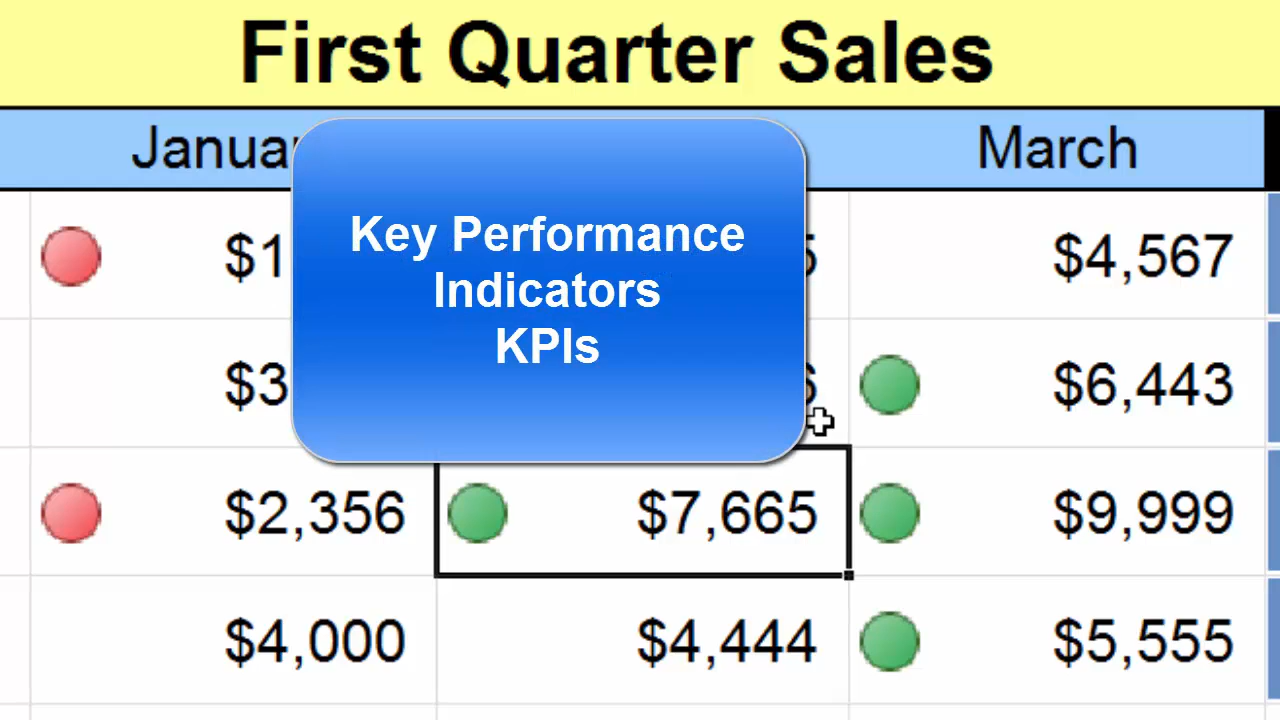 First Quarter Sales
March
Key Performance
Indicators
KPIs
$4,567
$6,443
$2,356 $7,665 $9,999
$4,000 $4,444 $5,555